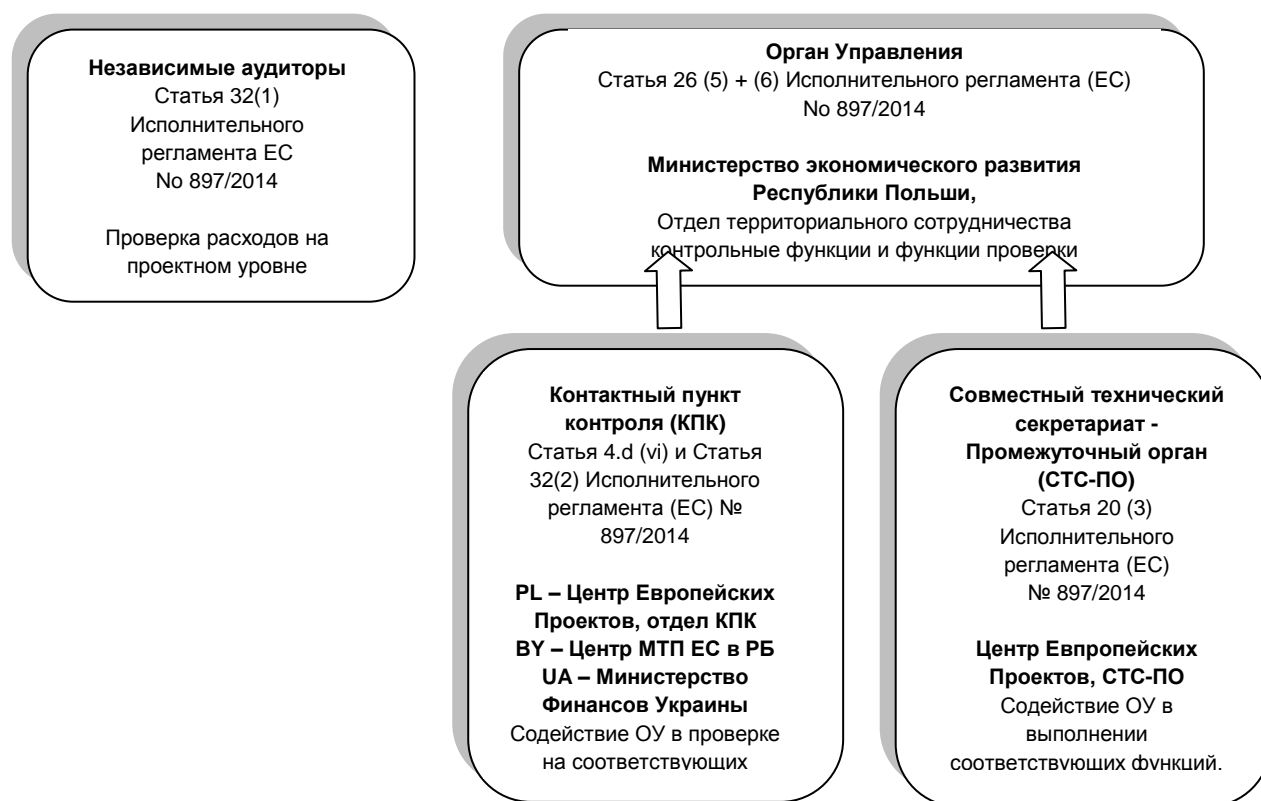 Независимые аудиторы
Статья 32(1)
Исполнительного
регламента ЕС
No 897/2014
Проверка расходов на
проектном уровне
Орган Управления
Статья 26 (5) + (6) Исполнительного регламента (ЕС)
No 897/2014
Министерство экономического развития
Республики Польши,
Отдел территориального сотрудничества
контрольные функции и функции проверки
Контактный пункт
контроля (КПК)
Статья 4.d (vi) и Статья
32(2) Исполнительного
регламента (ЕС) №
897/2014
PL – Центр Европейских
Проектов, отдел КПК
BY – Центр МТП ЕС в РБ
UA – Министерство
Финансов Украины
Содействие ОУ в проверке
на соответствующих
Совместный технический
секретариат -
Промежуточный орган
(СТС-ПО)
Статья 20 (3)
Исполнительного
регламента (ЕС)
№ 897/2014
Центр Евпропейских
Проектов, СТС-ПО
Содействие ОУ в
выполнении
соответствующих функций.